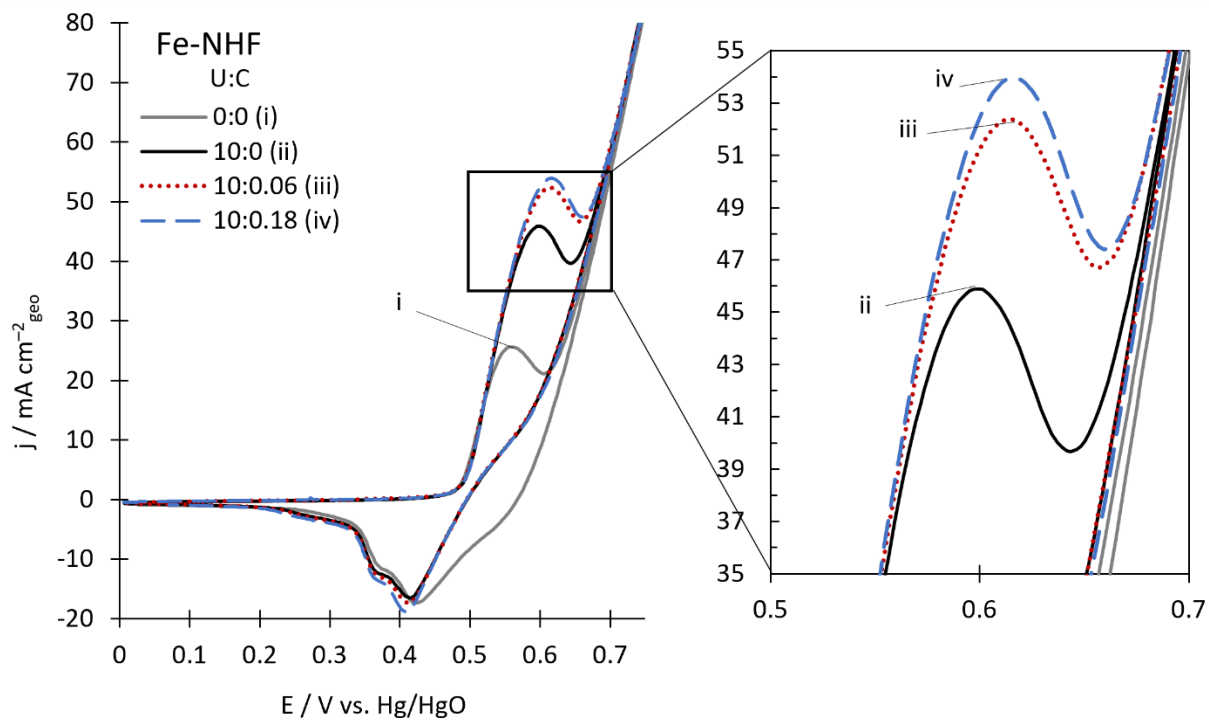 Fe-NHF
U:C
0:0 (i)
10:0 (ii)
10:0.06 (iii)
10:0.18 (iv)
80
70
60
50
40
30
20
10
0
-10
-20
j / mA cm⁻²geo
i
0
0.1
0.2
0.3
0.4
0.5
0.6
0.7
E / V vs. Hg/HgO
55
53
51
49
47
45
43
41
39
37
35
iv
iii
ii
0.5
0.6
0.7